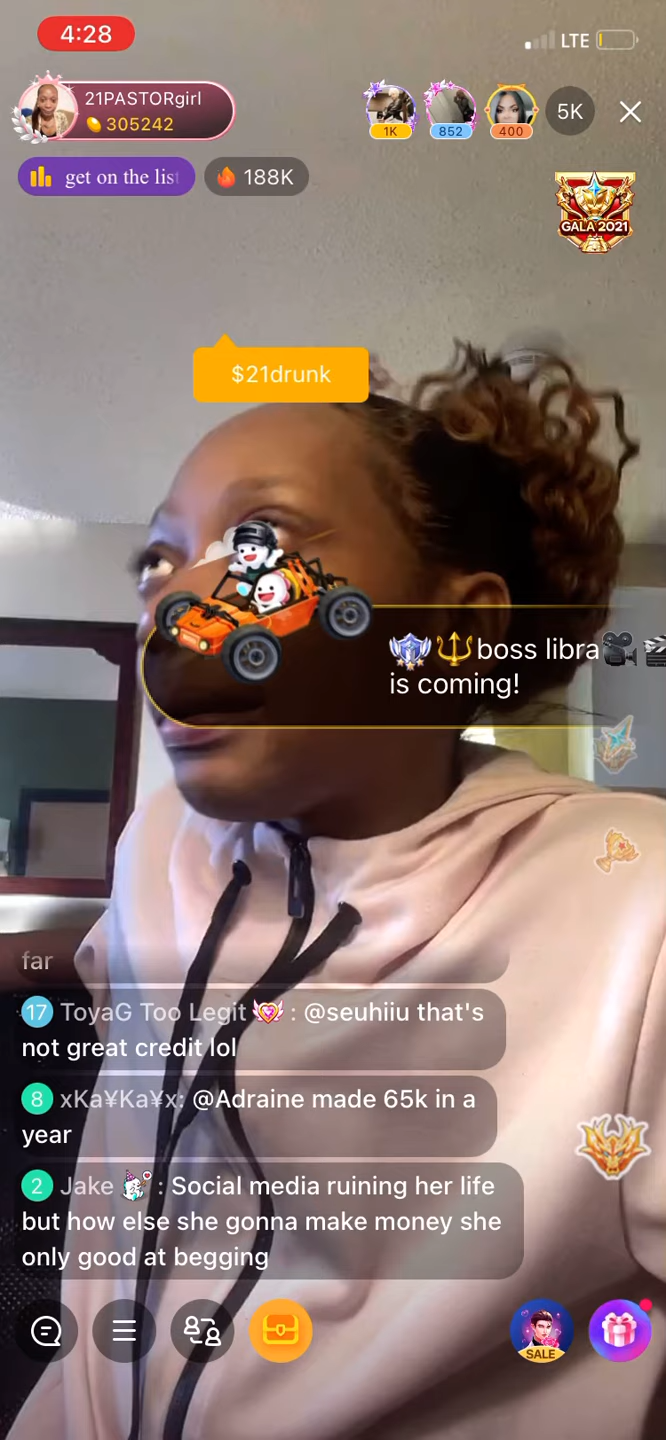 4:28
LTE
21PASTORgirl
305242
1K
852
400
5K
get on the lis
188K
GALA 2021
$21drunk
boss libra
is coming!
far
17 ToyaG Too Legit : @seuhiiu that's
not great credit lol
8 xKa¥Ka¥x: @Adraine made 65k in a
year
2 Jake : Social media ruining her life
but how else she gonna make money she
only good at begging
SALE